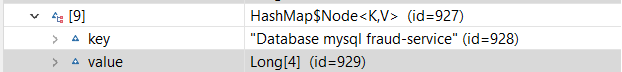 [9] HashMap$Node<K,V> (id=927)
key "Database mysql fraud-service" (id=928)
value Long[4] (id=929)